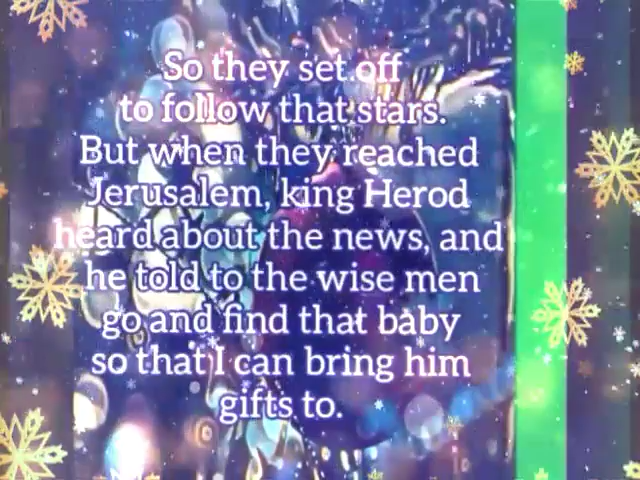 So they set off
to follow that stars.
But when they reached
Jerusalem, king Herod
heard about the news, and
he told to the wise men
go and find that baby
so that I can bring him
gifts to.